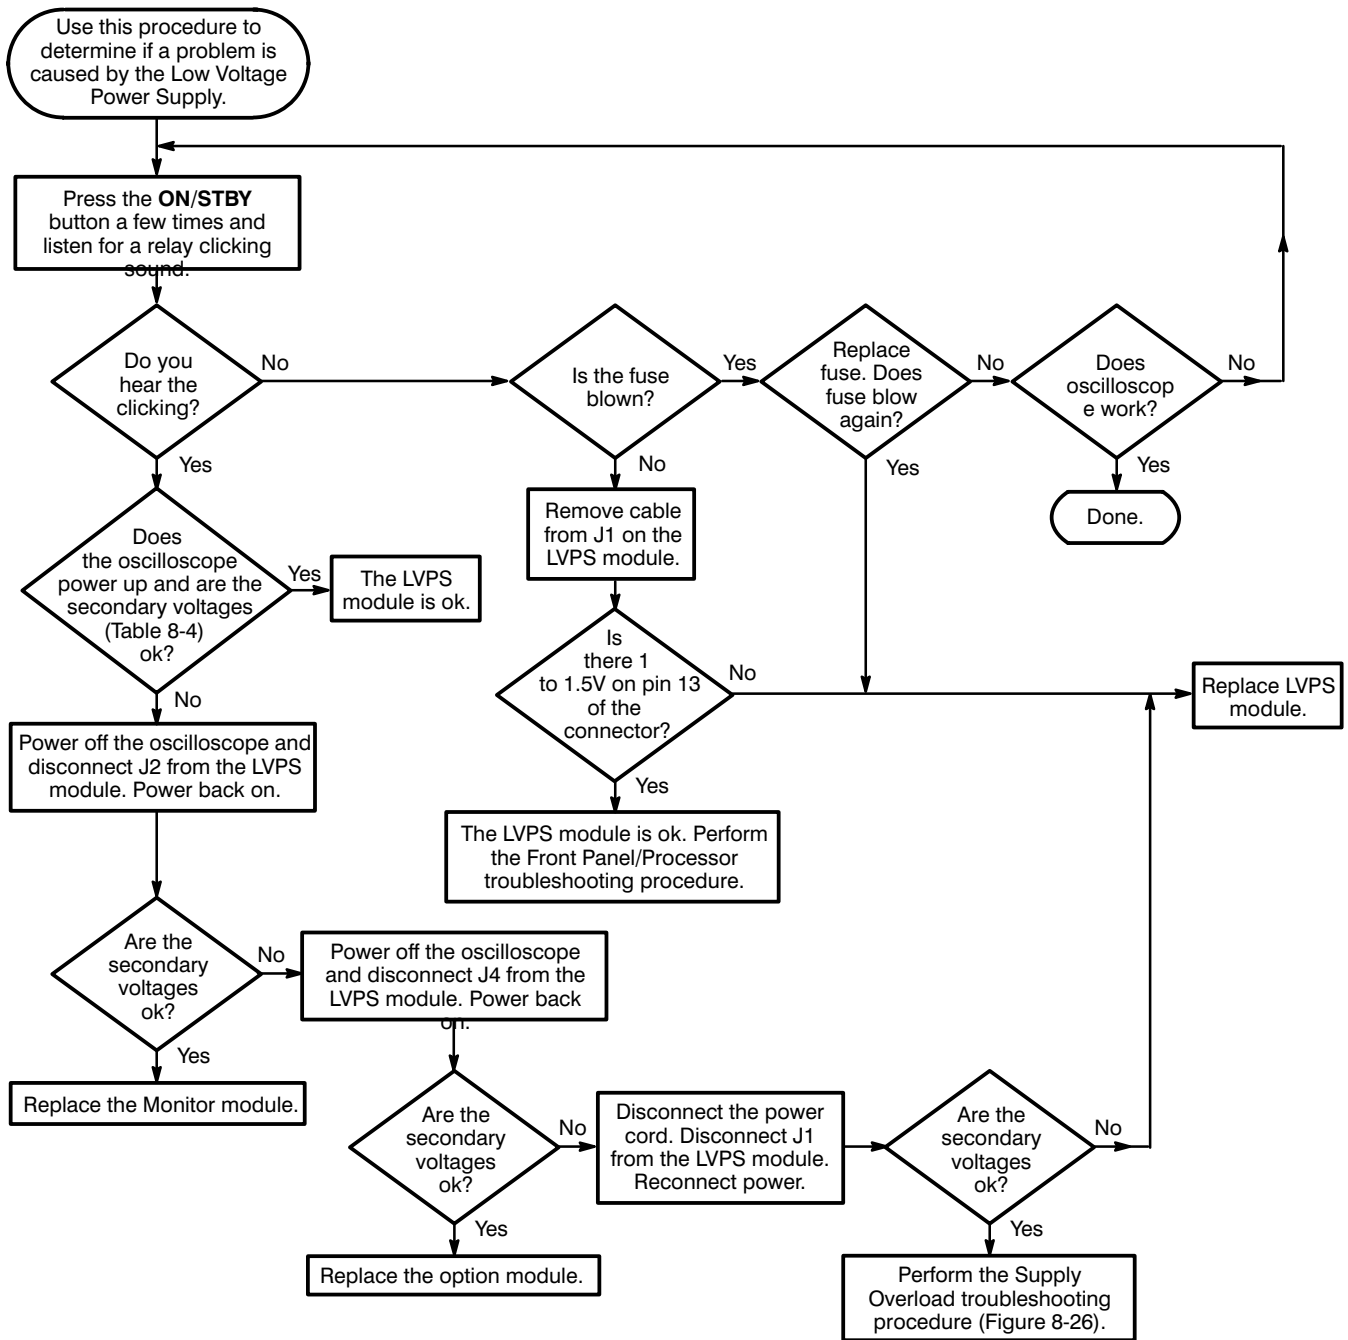 Use this procedure to
determine if a problem is
caused by the Low Voltage
Power Supply.
Press the ON/STBY
button a few times and
listen for a relay clicking
sound.
Do you
hear the
clicking?
No
Yes
Is the fuse
blown?
Yes
No
Replace
fuse. Does
fuse blow
again?
No
Yes
Does
oscilloscop
e work?
No
Yes
Done.
Does
the oscilloscope
power up and are the
secondary voltages
(Table 8-4)
ok?
Yes
No
The LVPS
module is ok.
Remove cable
from J1 on the
LVPS module.
Is
there 1
to 1.5V on pin 13
of the
connector?
No
Yes
Replace LVPS
module.
Power off the oscilloscope and
disconnect J2 from the LVPS
module. Power back on.
The LVPS module is ok. Perform
the Front Panel/Processor
troubleshooting procedure.
Are the
secondary
voltages
ok?
No
Yes
Power off the oscilloscope
and disconnect J4 from the
LVPS module. Power back
on.
Replace the Monitor module.
Are the
secondary
voltages
ok?
No
Yes
Disconnect the power
cord. Disconnect J1
from the LVPS module.
Reconnect power.
Are the
secondary
voltages
ok?
No
Yes
Replace the option module.
Perform the Supply
Overload troubleshooting
procedure (Figure 8-26).